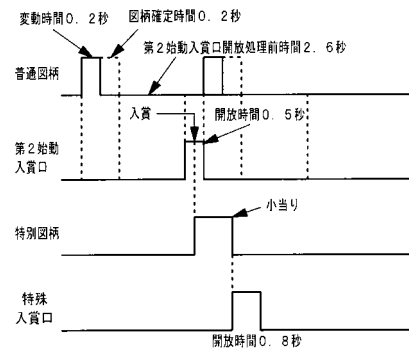 変動時間0.2秒
図柄確定時間0.2秒
第2始動入賞口開放処理前時間2.6秒
普通図柄
入賞
開放時間0.5秒
第2始動
入賞口
小当り
特別図柄
特殊
入賞口
開放時間0.8秒